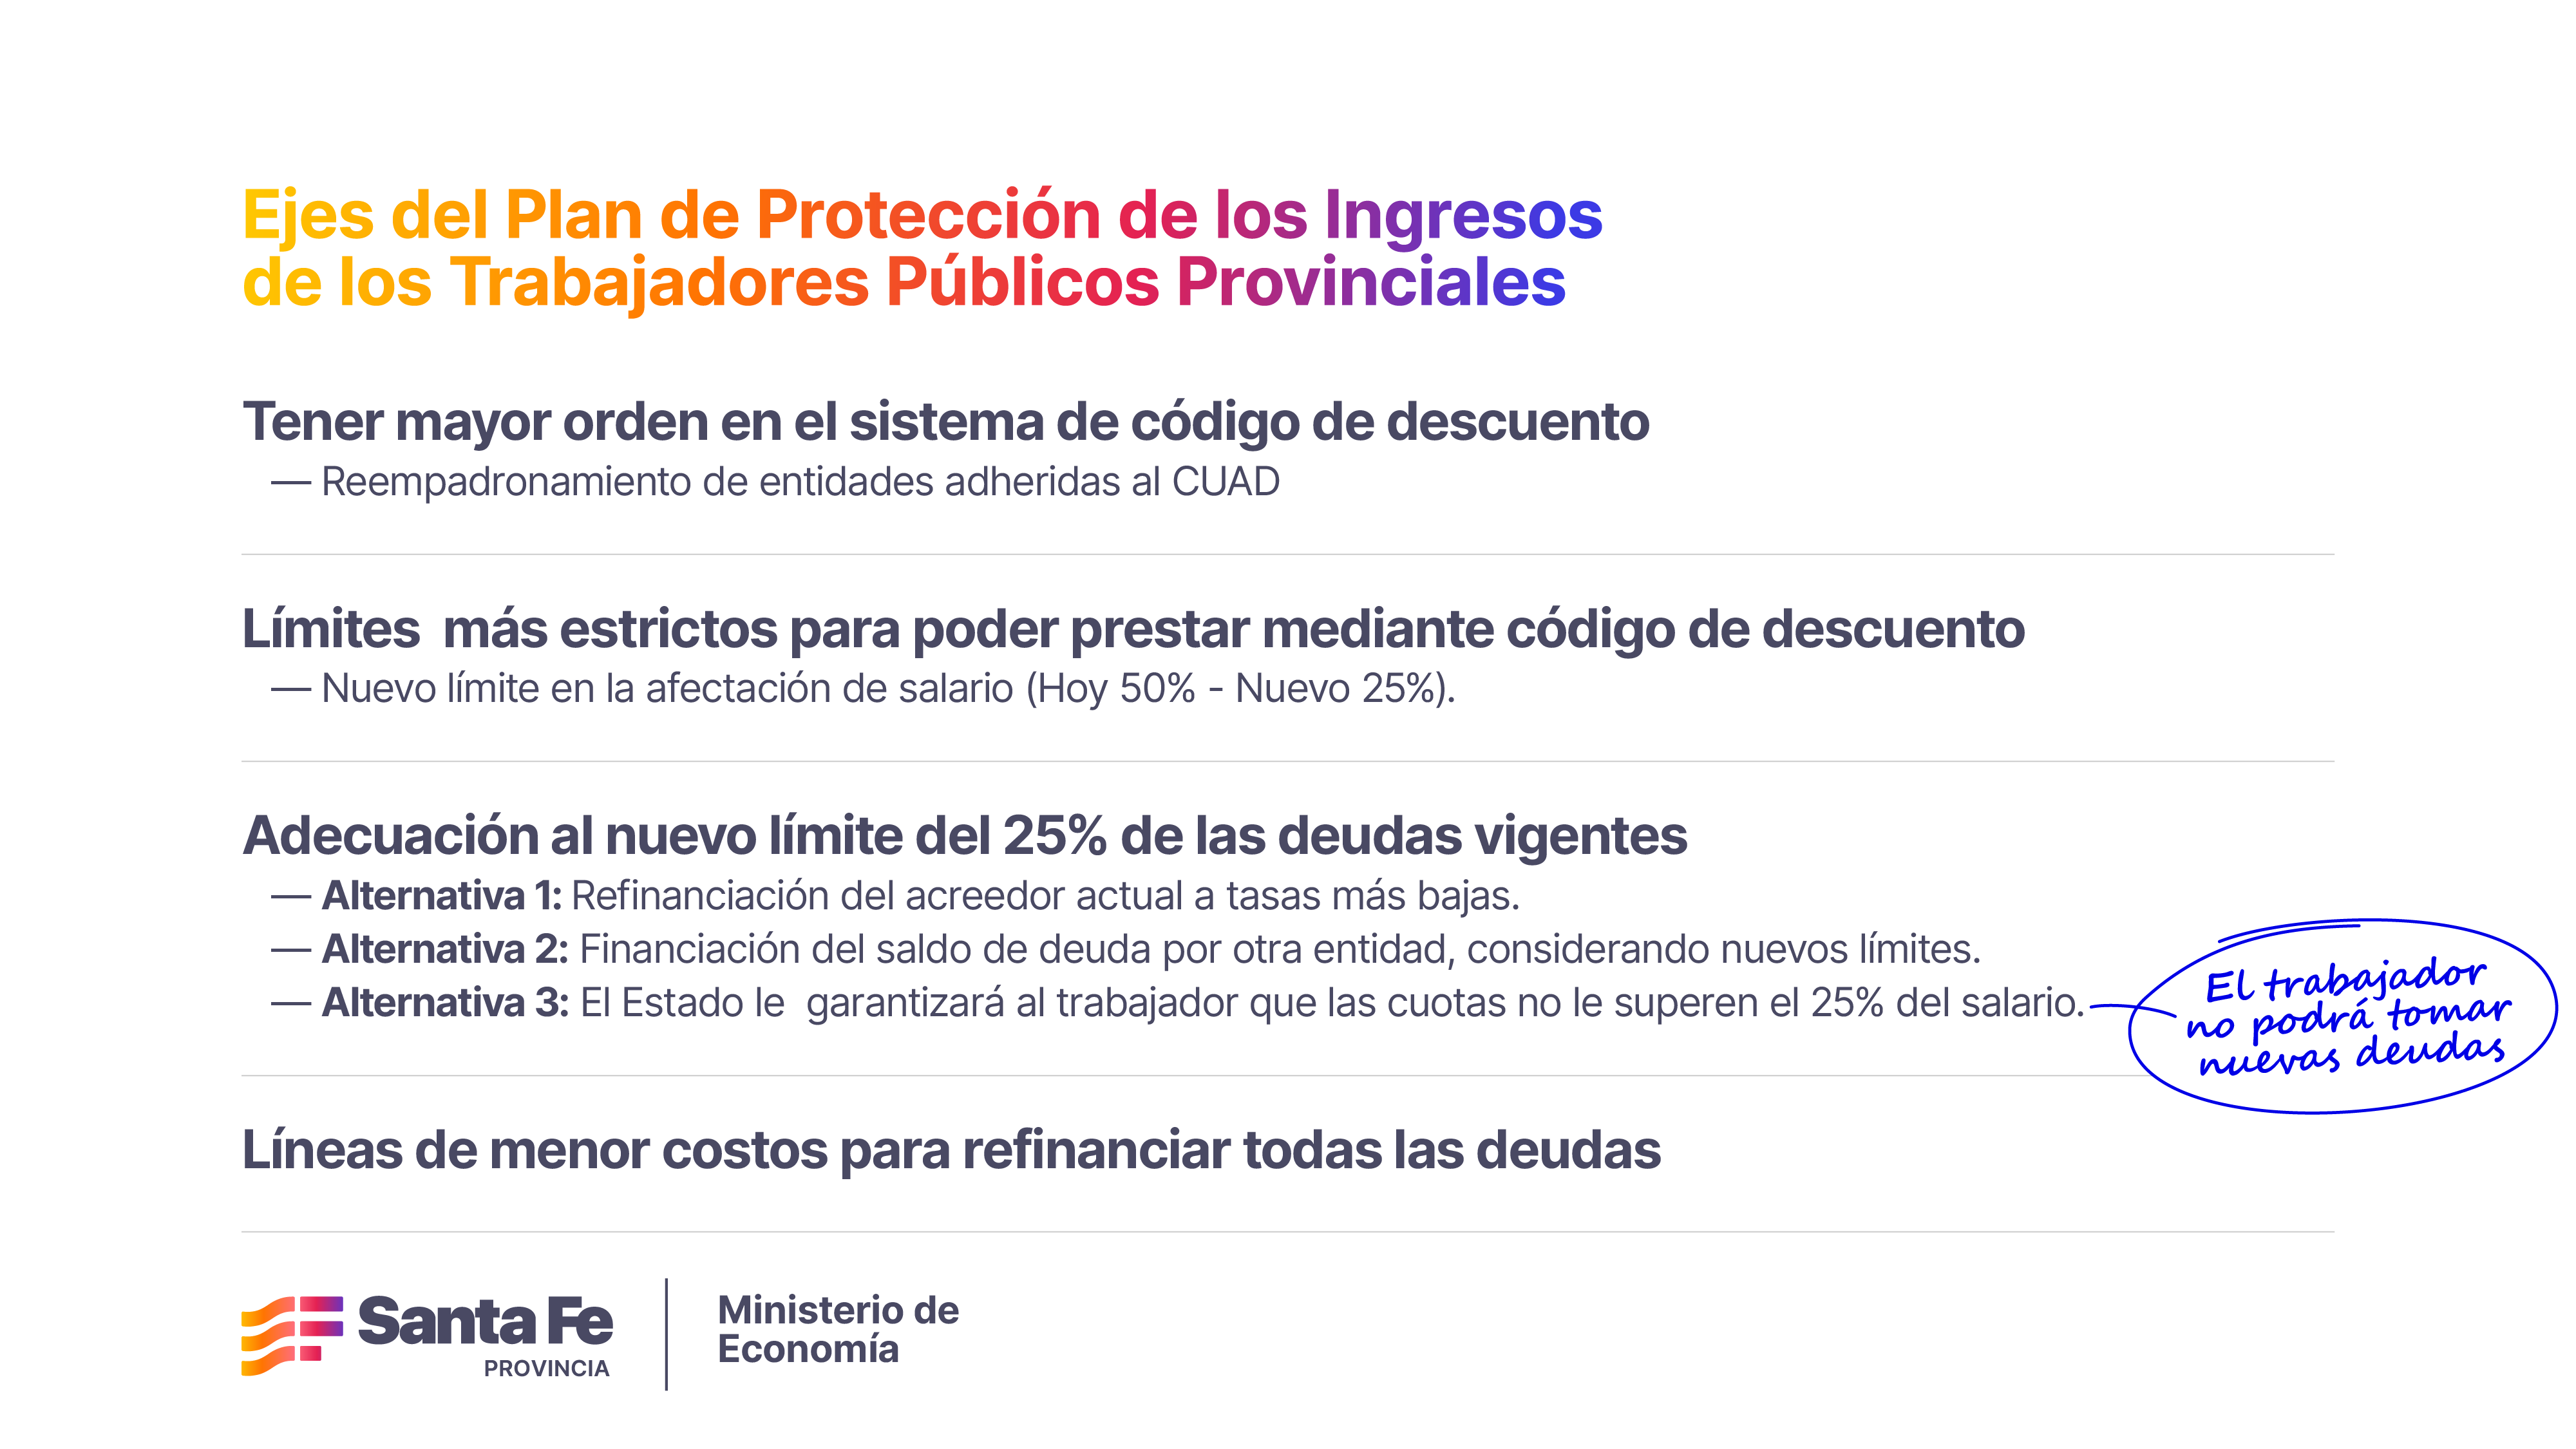 Ejes del Plan de Protección de los Ingresos
de los Trabajadores Públicos Provinciales
Tener mayor orden en el sistema de código de descuento
— Reempadronamiento de entidades adheridas al CUAD
Límites  más estrictos para poder prestar mediante código de descuento
— Nuevo límite en la afectación de salario (Hoy 50% - Nuevo 25%).
Adecuación al nuevo límite del 25% de las deudas vigentes
— Alternativa 1: Refinanciación del acreedor actual a tasas más bajas.
— Alternativa 2: Financiación del saldo de deuda por otra entidad, considerando nuevos límites.
— Alternativa 3: El Estado le  garantizará al trabajador que las cuotas no le superen el 25% del salario.
El trabajador
no podrá tomar
nuevas deudas
Líneas de menor costos para refinanciar todas las deudas
Santa Fe
PROVINCIA
Ministerio de
Economía